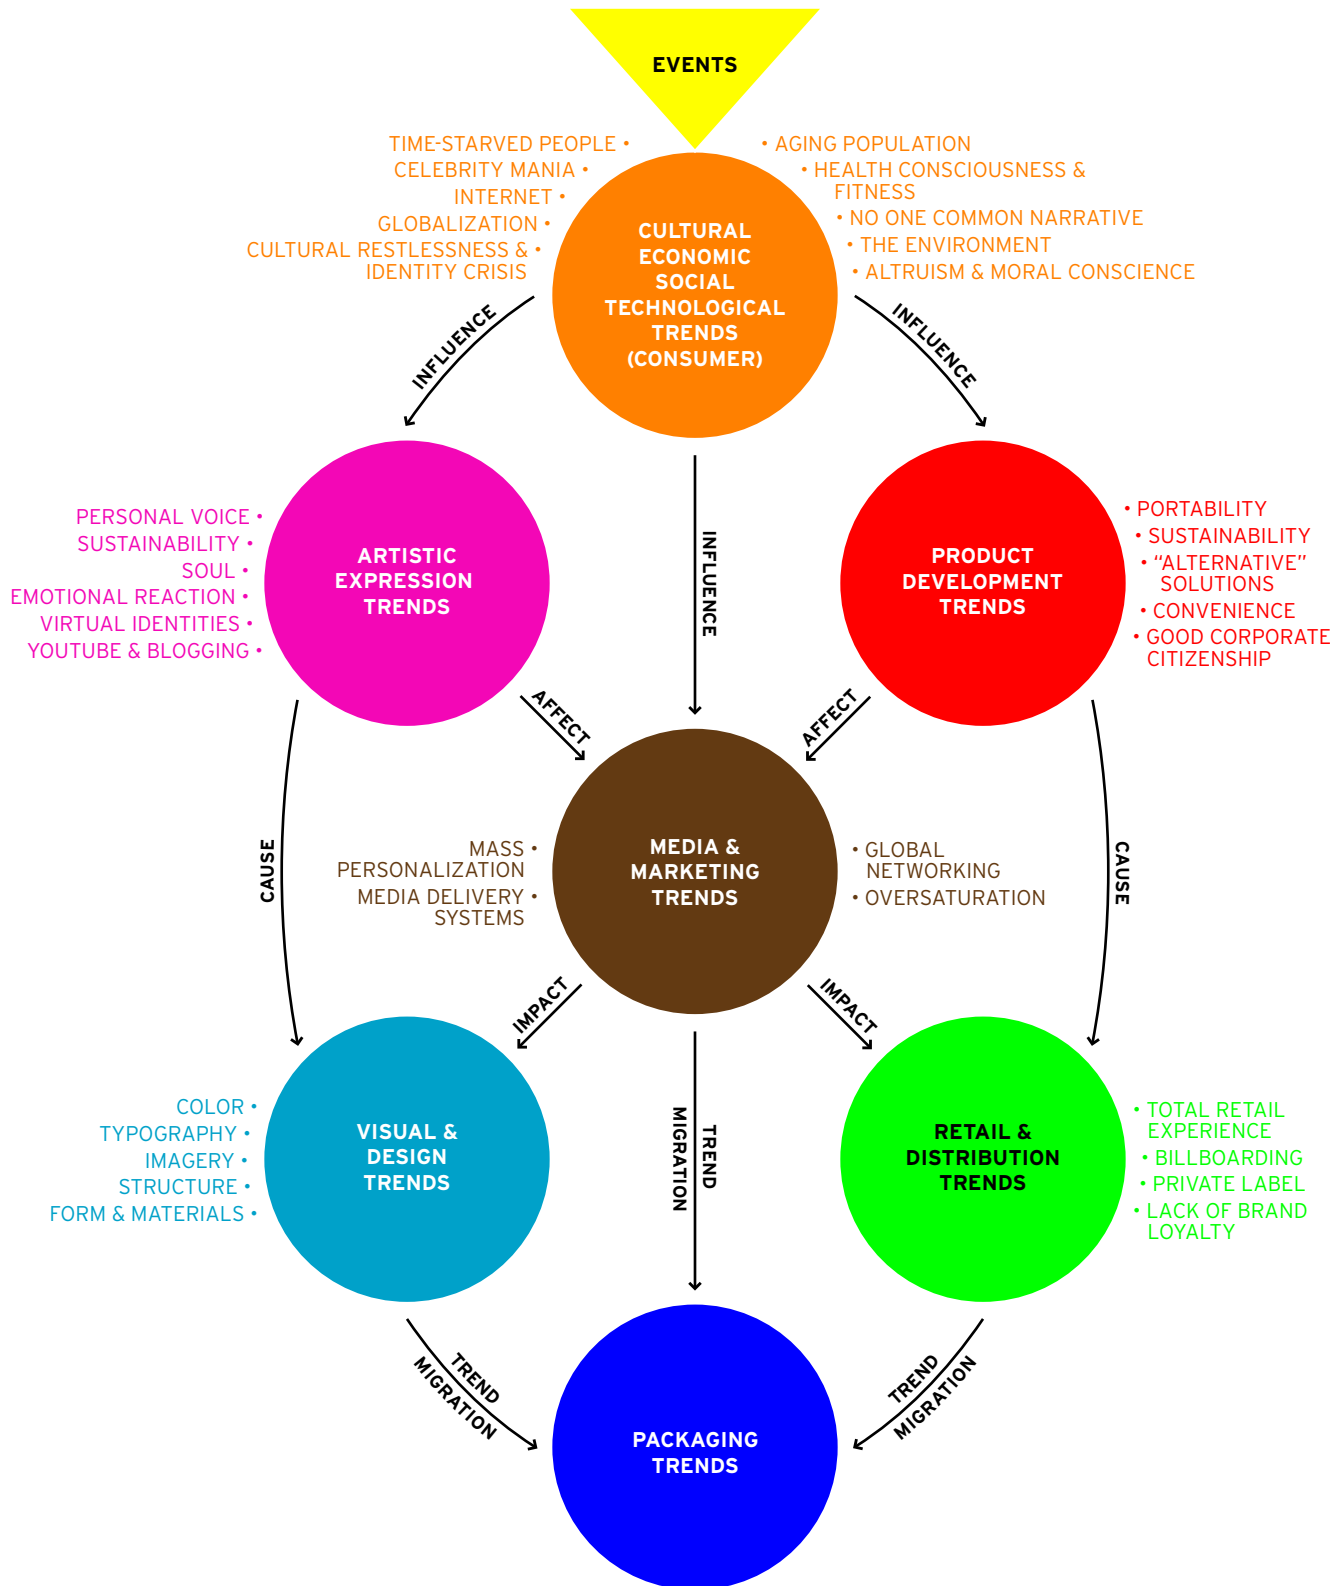 EVENTS
TIME-STARVED PEOPLE •
CELEBRITY MANIA •
INTERNET •
GLOBALIZATION •
CULTURAL RESTLESSNESS & •
IDENTITY CRISIS
• AGING POPULATION
• HEALTH CONSCIOUSNESS &
FITNESS
• NO ONE COMMON NARRATIVE
• THE ENVIRONMENT
• ALTRUISM & MORAL CONSCIENCE
CULTURAL
ECONOMIC
SOCIAL
TECHNOLOGICAL
TRENDS
(CONSUMER)
INFLUENCE
INFLUENCE
INFLUENCE
PERSONAL VOICE •
SUSTAINABILITY •
SOUL •
EMOTIONAL REACTION •
VIRTUAL IDENTITIES •
YOUTUBE & BLOGGING •
ARTISTIC
EXPRESSION
TRENDS
PRODUCT
DEVELOPMENT
TRENDS
• PORTABILITY
• SUSTAINABILITY
• “ALTERNATIVE”
SOLUTIONS
• CONVENIENCE
• GOOD CORPORATE
CITIZENSHIP
AFFECT
AFFECT
CAUSE
CAUSE
MASS •
PERSONALIZATION
MEDIA DELIVERY •
SYSTEMS
MEDIA &
MARKETING
TRENDS
• GLOBAL
NETWORKING
• OVERSATURATION
IMPACT
IMPACT
TREND
MIGRATION
COLOR •
TYPOGRAPHY •
IMAGERY •
STRUCTURE •
FORM & MATERIALS •
VISUAL &
DESIGN
TRENDS
RETAIL &
DISTRIBUTION
TRENDS
• TOTAL RETAIL
EXPERIENCE
• BILLBOARDING
• PRIVATE LABEL
• LACK OF BRAND
LOYALTY
TREND
MIGRATION
TREND
MIGRATION
PACKAGING
TRENDS